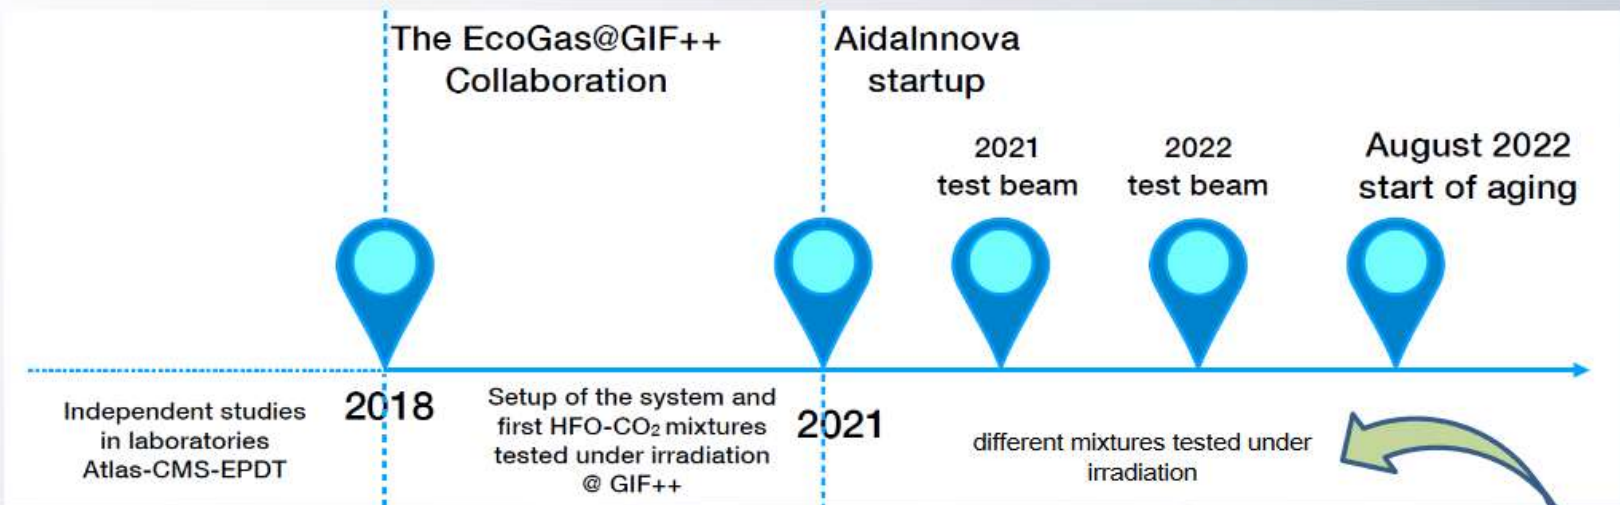 The EcoGas@GIF++
Collaboration
AidaInnova
startup
2021
test beam
2022
test beam
August 2022
start of aging
Independent studies
in laboratories
Atlas-CMS-EPDT
2018
Setup of the system and
first HFO-CO₂ mixtures
tested under irradiation
@ GIF++
2021
different mixtures tested under
irradiation